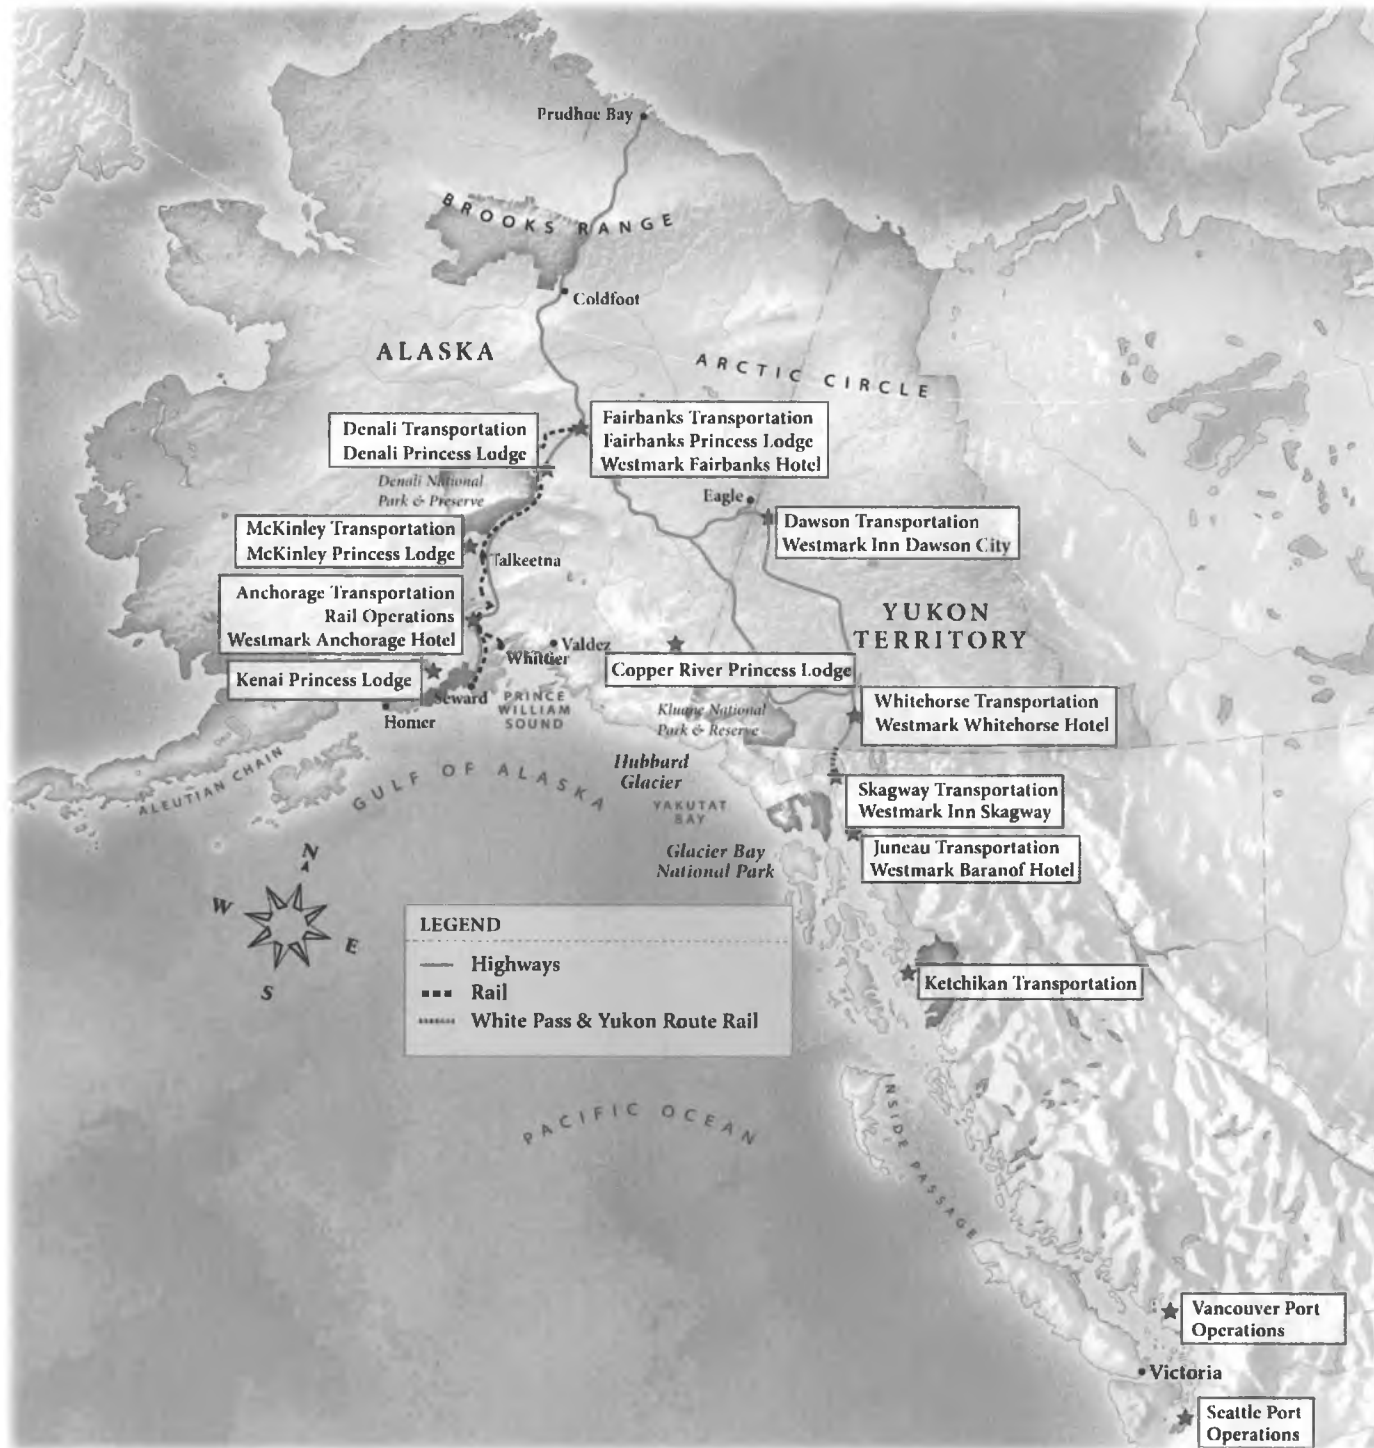 Prudhoe Bay
BROOKS RANGE
Coldfoot
ALASKA
ARCTIC CIRCLE
Denali Transportation
Denali Princess Lodge
Fairbanks Transportation
Fairbanks Princess Lodge
Westmark Fairbanks Hotel
Denali National
Park & Preserve
Eagle
Dawson Transportation
Westmark Inn Dawson City
McKinley Transportation
McKinley Princess Lodge
Talkeetna
Anchorage Transportation
Rail Operations
Westmark Anchorage Hotel
YUKON
TERRITORY
Valdez
Whittier
Copper River Princess Lodge
Kenai Princess Lodge
Seward
Homer
PRINCE
WILLIAM
SOUND
Kluane National
Park & Reserve
Whitehorse Transportation
Westmark Whitehorse Hotel
ALEUTIAN CHAIN
GULF OF ALASKA
Hubbard
Glacier
YAKUTAT
BAY
Skagway Transportation
Westmark Inn Skagway
Glacier Bay
National Park
Juneau Transportation
Westmark Baranof Hotel
N
W
E
S
LEGEND
Highways
Rail
White Pass & Yukon Route Rail
Ketchikan Transportation
PACIFIC OCEAN
INSIDE PASSAGE
Vancouver Port
Operations
Victoria
Seattle Port
Operations